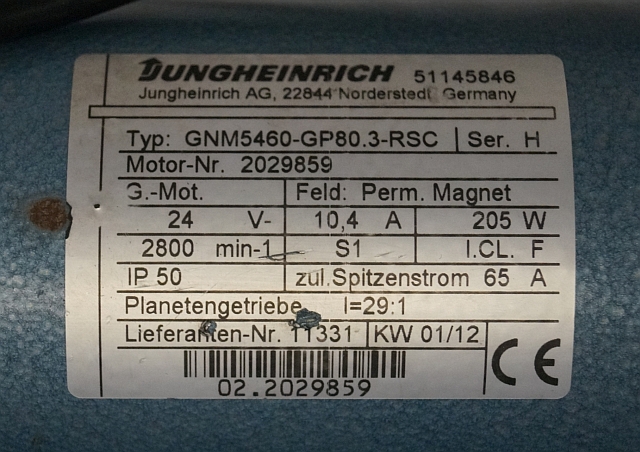 JUNGHEINRICH 51145846
Jungheinrich AG, 22844 Norderstedt Germany
Typ: GNM5460-GP80.3-RSC Ser. H
Motor-Nr. 2029859
G.-Mot. Feld: Perm. Magnet
24 V- 10,4 A 205 W
2800 min-1 S1 I.CL. F
IP 50 zul.Spitzenstrom 65 A
Planetengetriebe I=29:1
Lieferanten-Nr. 11331 KW 01/12
02.2029859 CE